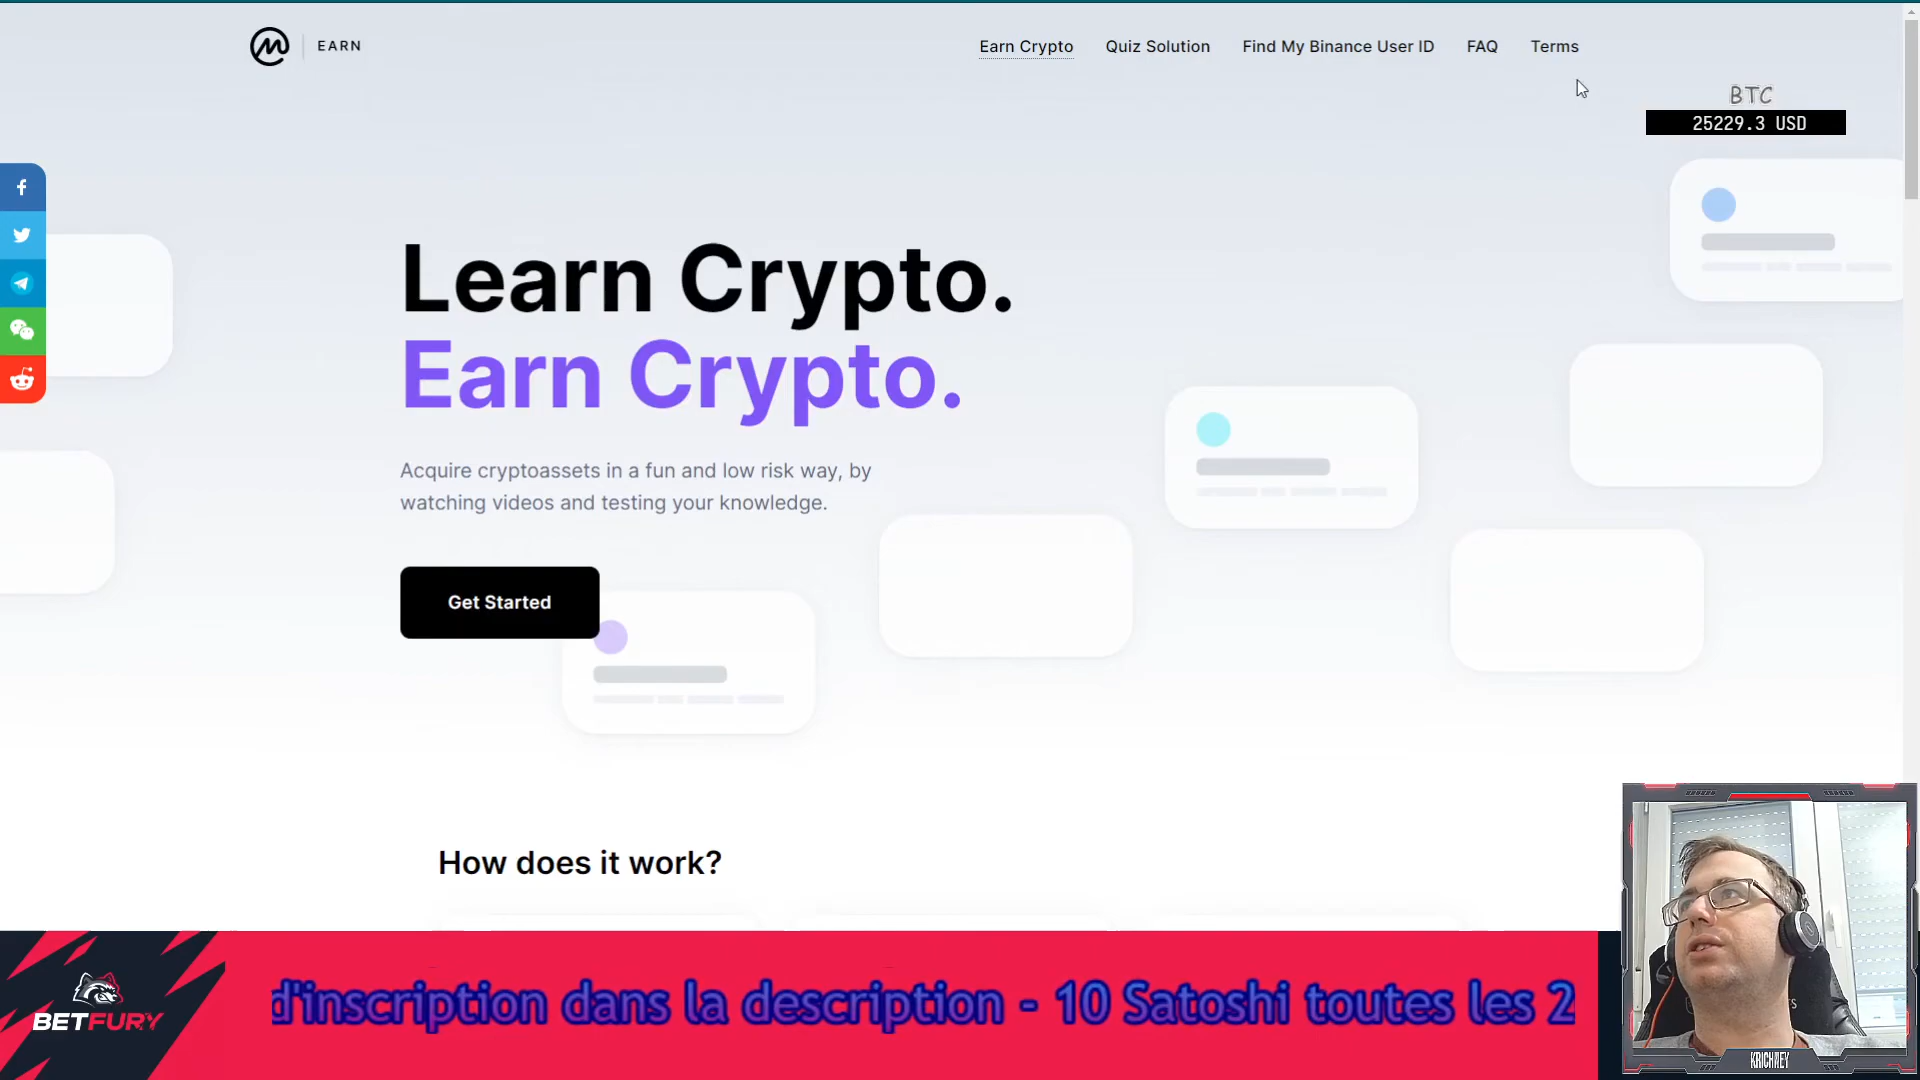 EARN
Earn Crypto
Quiz Solution
Find My Binance User ID
FAQ
Terms
BTC
25229.3 USD
Learn Crypto.
Earn Crypto.
Acquire cryptoassets in a fun and low risk way, by
watching videos and testing your knowledge.
Get Started
How does it work?
BETFURY
d'inscription dans la description - 10 Satoshi toutes les 2